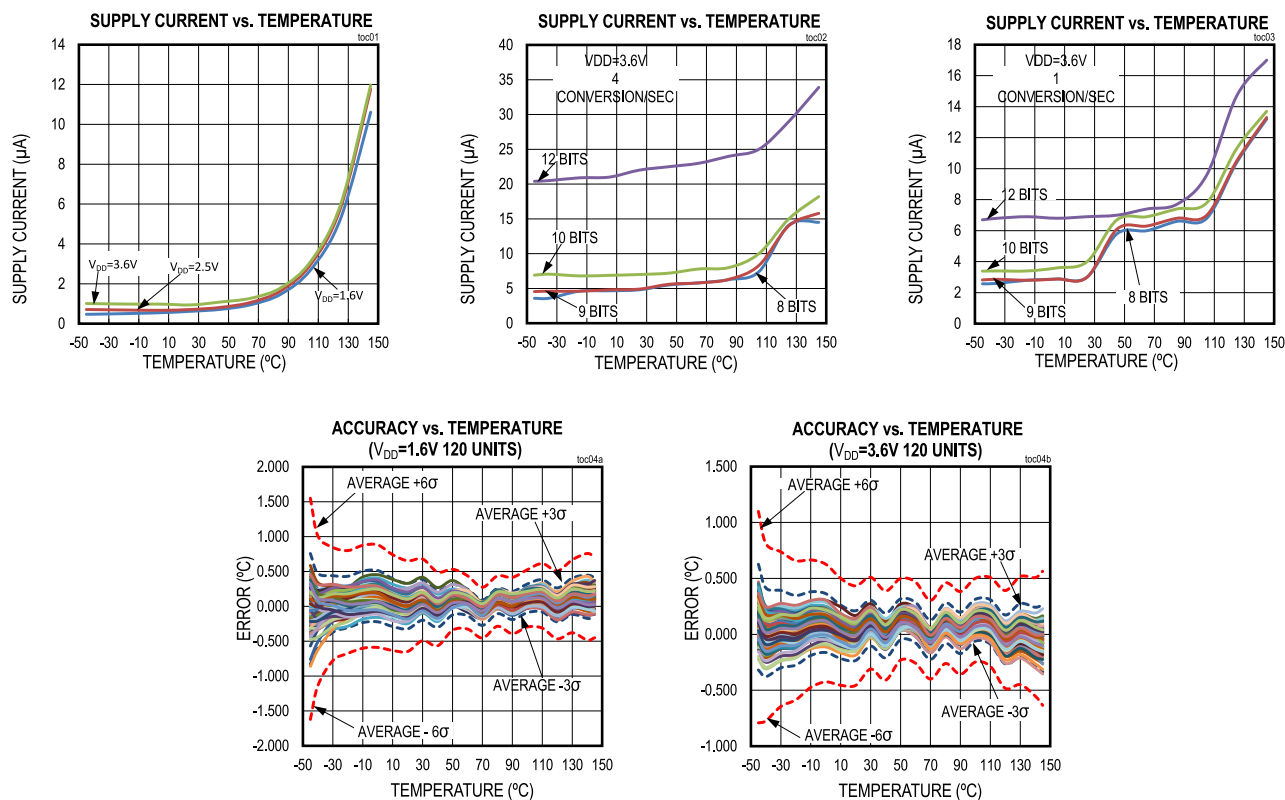 SUPPLY CURRENT vs. TEMPERATURE
toc01
14
12
10
8
6
4
2
0
SUPPLY CURRENT (µA)
VDD=3.6V
VDD=2.5V
VDD=1.6V
-50 -30 -10 10 30 50 70 90 110 130 150
TEMPERATURE (ºC)
SUPPLY CURRENT vs. TEMPERATURE
toc02
40
35
30
25
20
15
10
5
0
SUPPLY CURRENT (µA)
VDD=3.6V
4
CONVERSION/SEC
12 BITS
10 BITS
9 BITS
8 BITS
-50 -30 -10 10 30 50 70 90 110 130 150
TEMPERATURE (ºC)
SUPPLY CURRENT vs. TEMPERATURE
toc03
18
16
14
12
10
8
6
4
2
0
SUPPLY CURRENT (µA)
VDD=3.6V
1
CONVERSION/SEC
12 BITS
10 BITS
9 BITS
8 BITS
-50 -30 -10 10 30 50 70 90 110 130 150
TEMPERATURE (ºC)
ACCURACY vs. TEMPERATURE
(VDD=1.6V 120 UNITS)
toc04a
2.000
1.500
1.000
0.500
0.000
-0.500
-1.000
-1.500
-2.000
ERROR (ºC)
AVERAGE +6σ
AVERAGE +3σ
AVERAGE -3σ
AVERAGE - 6σ
-50 -30 -10 10 30 50 70 90 110 130 150
TEMPERATURE (ºC)
ACCURACY vs. TEMPERATURE
(VDD=3.6V 120 UNITS)
toc04b
1.500
1.000
0.500
0.000
-0.500
-1.000
ERROR (ºC)
AVERAGE +6σ
AVERAGE +3σ
AVERAGE -3σ
AVERAGE -6σ
-50 -30 -10 10 30 50 70 90 110 130 150
TEMPERATURE (ºC)